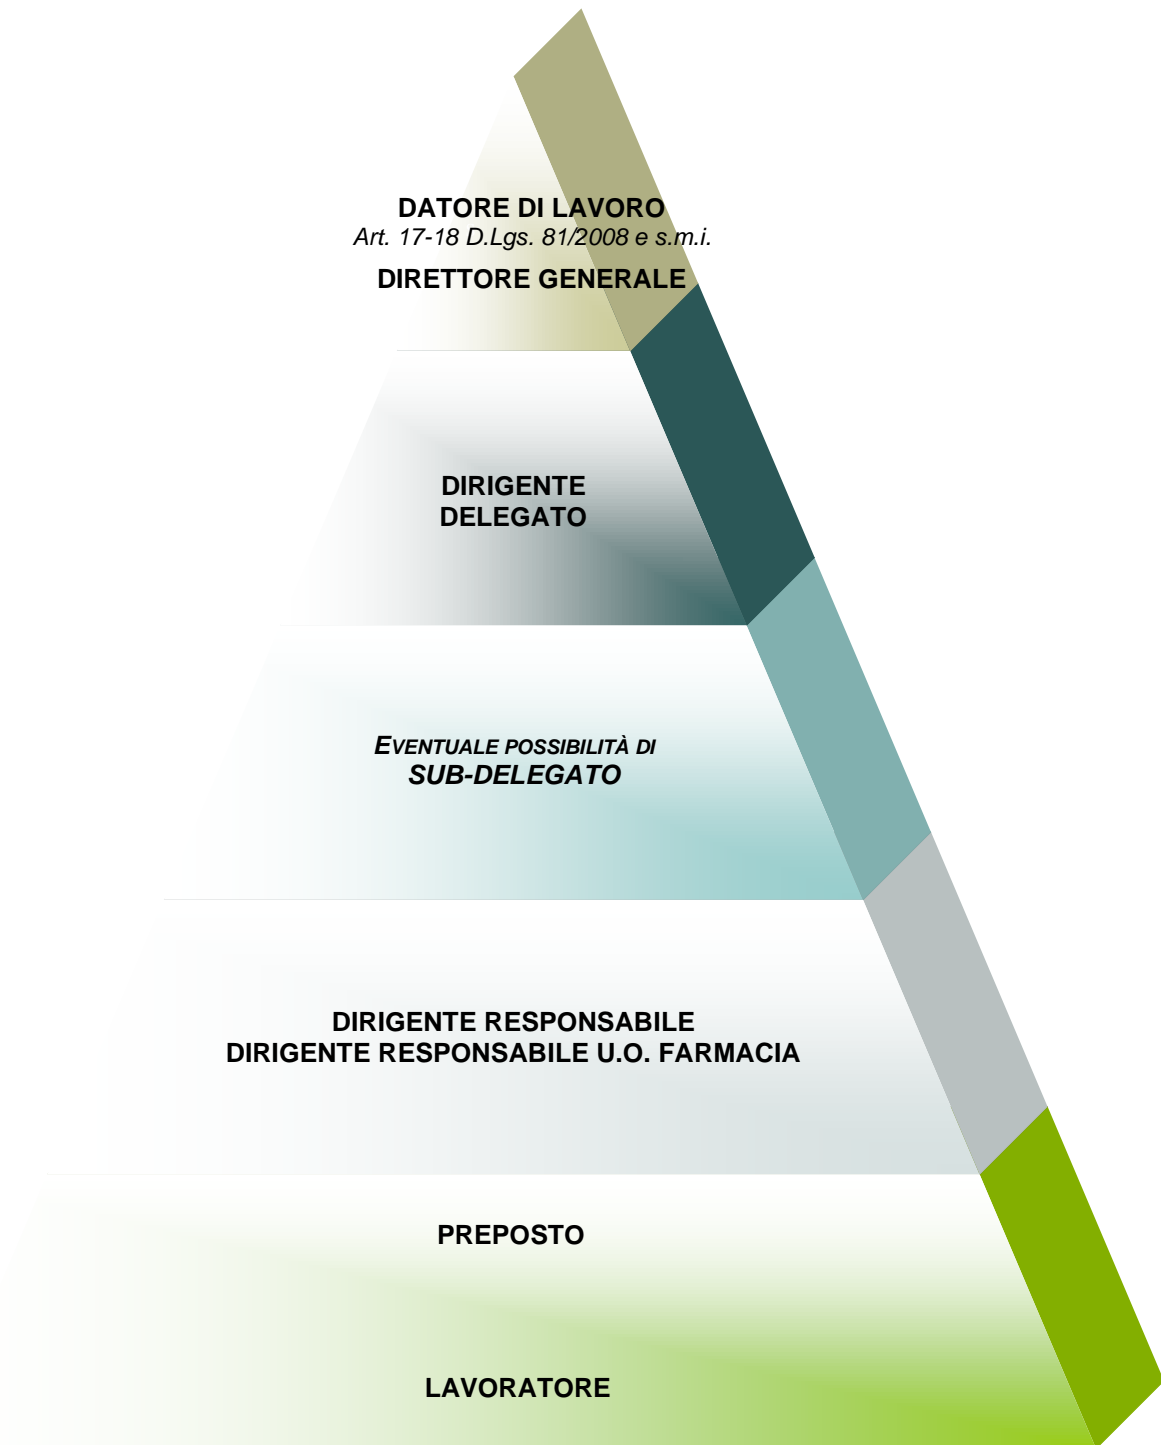 DATORE DI LAVORO
Art. 17-18 D.Lgs. 81/2008 e s.m.i.
DIRETTORE GENERALE
DIRIGENTE
DELEGATO
EVENTUALE POSSIBILITÀ DI
SUB-DELEGATO
DIRIGENTE RESPONSABILE
DIRIGENTE RESPONSABILE U.O. FARMACIA
PREPOSTO
LAVORATORE